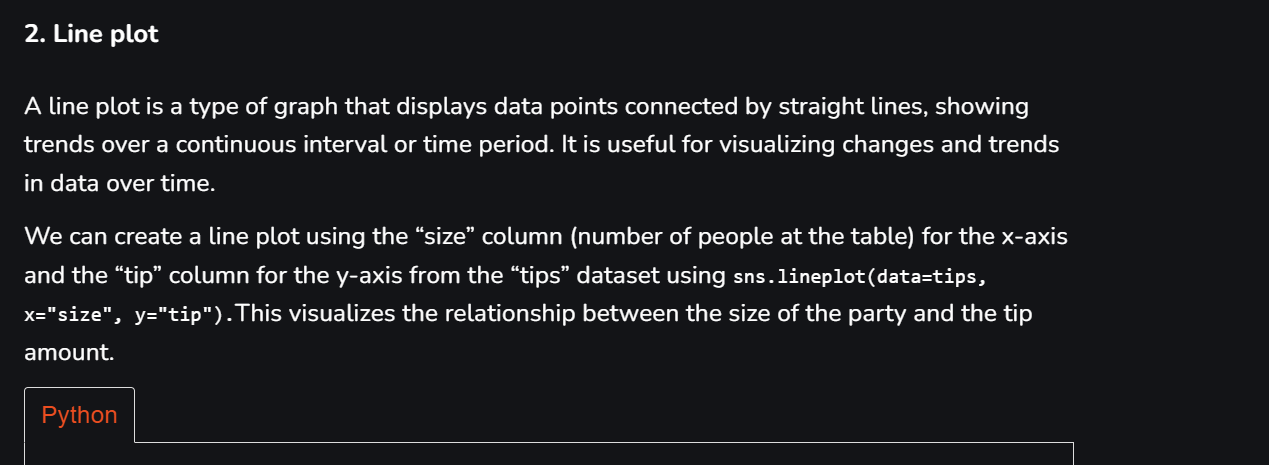 2. Line plot
A line plot is a type of graph that displays data points connected by straight lines, showing
trends over a continuous interval or time period. It is useful for visualizing changes and trends
in data over time.
We can create a line plot using the “size” column (number of people at the table) for the x-axis
and the “tip” column for the y-axis from the “tips” dataset using sns.lineplot(data=tips,
x="size", y="tip").This visualizes the relationship between the size of the party and the tip
amount.
Python